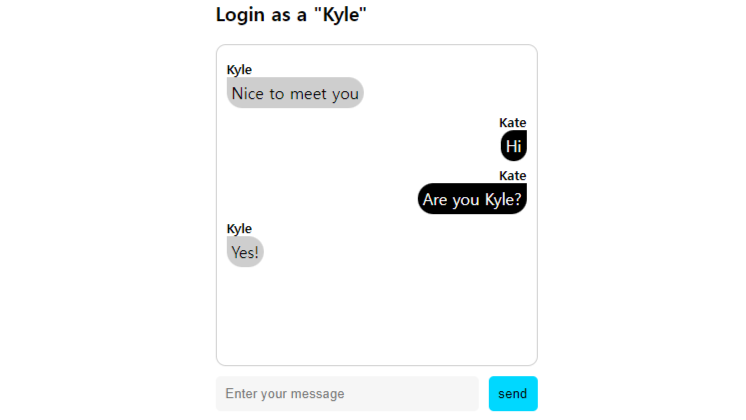 Login as a "Kyle"
Kyle
Nice to meet you
Kate
Hi
Kate
Are you Kyle?
Kyle
Yes!
Enter your message
send